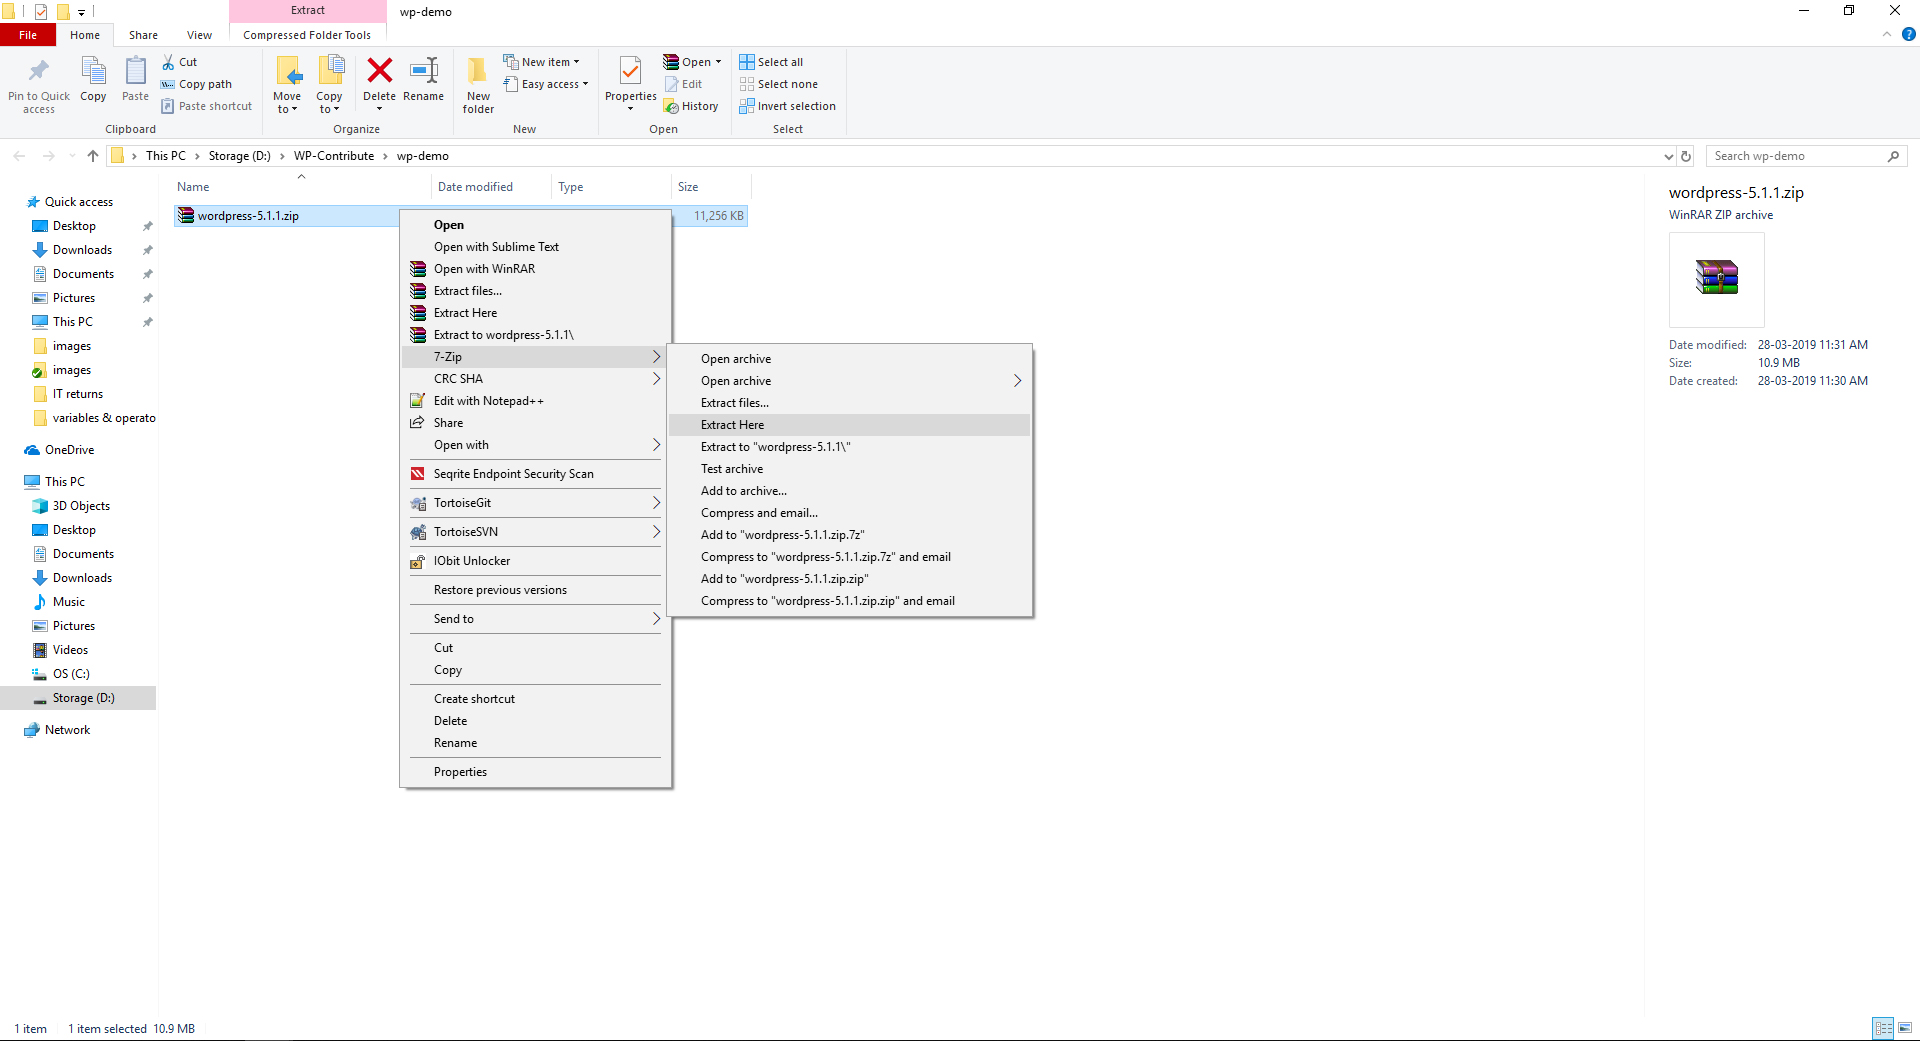 Extract
wp-demo
File
Home
Share
View
Compressed Folder Tools
Pin to Quick
access
Copy
Paste
Cut
Copy path
Paste shortcut
Clipboard
Move
to
Copy
to
Delete
Rename
Organize
New
folder
New item
Easy access
New
Properties
Open
Edit
History
Open
Select all
Select none
Invert selection
Select
This PC
Storage (D:)
WP-Contribute
wp-demo
Search wp-demo
Quick access
Desktop
Downloads
Documents
Pictures
This PC
images
images
IT returns
variables & operato
OneDrive
This PC
3D Objects
Desktop
Documents
Downloads
Music
Pictures
Videos
OS (C:)
Storage (D:)
Network
Name
Date modified
Type
Size
wordpress-5.1.1.zip
11,256 KB
Open
Open with Sublime Text
Open with WinRAR
Extract files...
Extract Here
Extract to wordpress-5.1.1\
7-Zip
CRC SHA
Edit with Notepad++
Share
Open with
Seqrite Endpoint Security Scan
TortoiseGit
TortoiseSVN
IObit Unlocker
Restore previous versions
Send to
Cut
Copy
Create shortcut
Delete
Rename
Properties
Open archive
Open archive
Extract files...
Extract Here
Extract to "wordpress-5.1.1\"
Test archive
Add to archive...
Compress and email...
Add to "wordpress-5.1.1.zip.7z"
Compress to "wordpress-5.1.1.zip.7z" and email
Add to "wordpress-5.1.1.zip.zip"
Compress to "wordpress-5.1.1.zip.zip" and email
wordpress-5.1.1.zip
WinRAR ZIP archive
Date modified: 28-03-2019 11:31 AM
Size: 10.9 MB
Date created: 28-03-2019 11:30 AM
1 item
1 item selected 10.9 MB